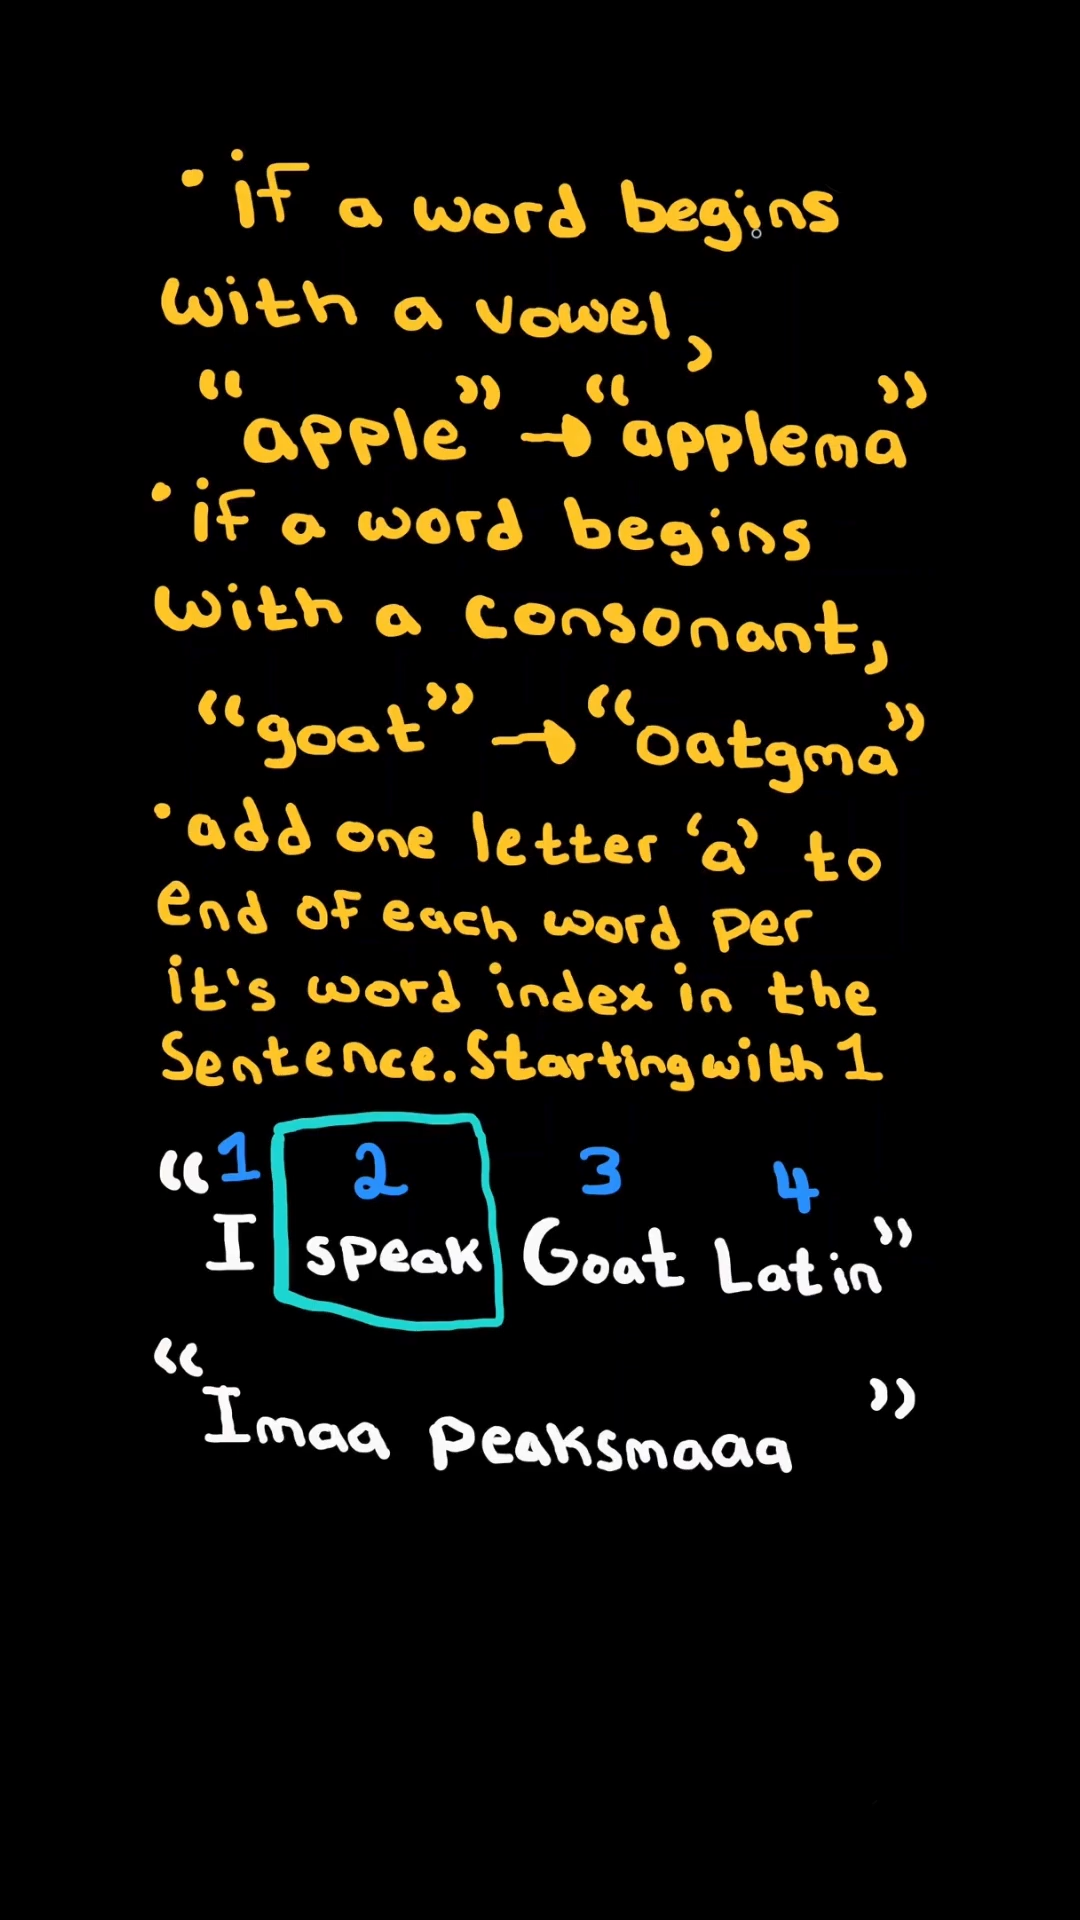 • if a word begins
with a vowel,
“apple” → “applema”
• if a word begins
with a consonant,
“goat” → “oatgma”
• add one letter ‘a’ to
end of each word per
it's word index in the
Sentence. Starting with 1
1 2 3 4
“I speak Goat Latin”
“Imaa peaksmaaa”